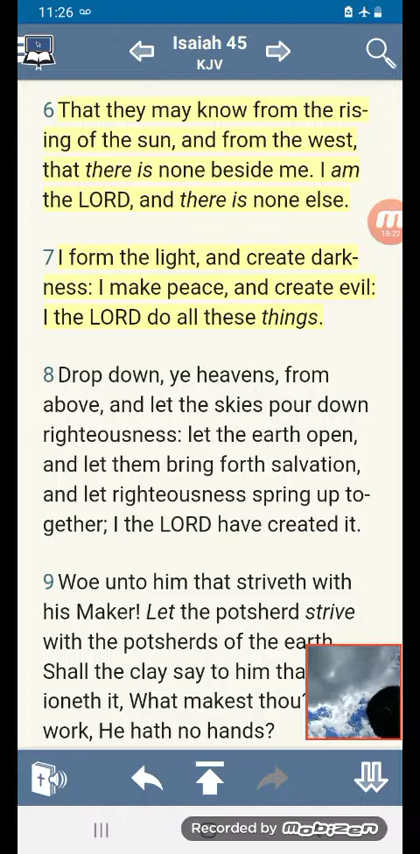 11:26
Isaiah 45
KJV
6 That they may know from the ris-
ing of the sun, and from the west,
that there is none beside me. I am
the LORD, and there is none else.
16:22
7 I form the light, and create dark-
ness: I make peace, and create evil:
I the LORD do all these things.
8 Drop down, ye heavens, from
above, and let the skies pour down
righteousness: let the earth open,
and let them bring forth salvation,
and let righteousness spring up to-
gether; I the LORD have created it.
9 Woe unto him that striveth with
his Maker! Let the potsherd strive
with the potsherds of the earth
Shall the clay say to him tha
ioneth it, What makest thou?
work, He hath no hands?
Recorded by mobizen